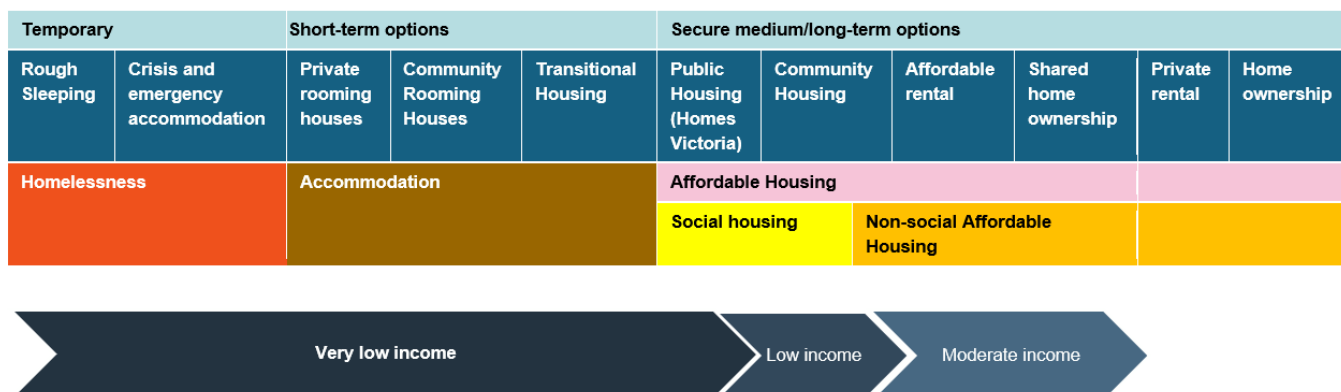 Temporary
Short-term options
Secure medium/long-term options
Rough
Sleeping
Crisis and
emergency
accommodation
Private
rooming
houses
Community
Rooming
Houses
Transitional
Housing
Public
Housing
(Homes
Victoria)
Community
Housing
Affordable
rental
Shared
home
ownership
Private
rental
Home
ownership
Homelessness
Accommodation
Affordable Housing
Social housing
Non-social Affordable
Housing
Very low income
Low income
Moderate income